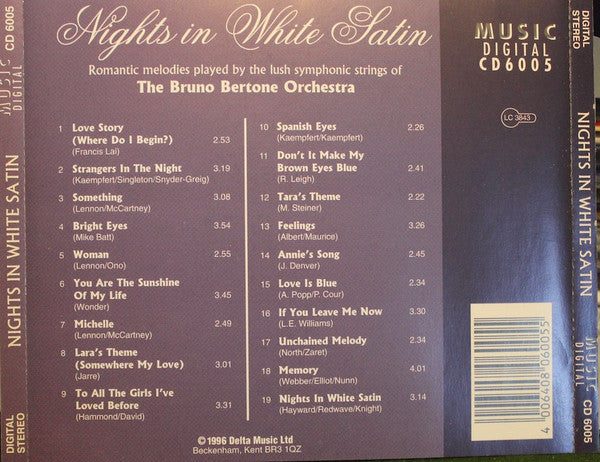 Nights in White Satin
Romantic melodies played by the lush symphonic strings of
The Bruno Bertone Orchestra
1 Love Story
(Where Do I Begin?) 2.53
(Francis Lai)
2 Strangers In The Night 3.19
(Kaempfert/Singleton/Snyder-Greig)
3 Something 3.08
(Lennon/McCartney)
4 Bright Eyes 3.54
(Mike Batt)
5 Woman 2.55
(Lennon/Ono)
6 You Are The Sunshine
Of My Life 3.45
(Wonder)
7 Michelle 2.49
(Lennon/McCartney)
8 Lara's Theme
(Somewhere My Love) 3.01
(Jarre)
9 To All The Girls I've
Loved Before 3.31
(Hammond/David)
10 Spanish Eyes 2.26
(Kaempfert/Kaempfert)
11 Don't It Make My
Brown Eyes Blue 2.41
(R. Leigh)
12 Tara's Theme 2.22
(M. Steiner)
13 Feelings 3.26
(Albert/Maurice)
14 Annie's Song 2.45
(J. Denver)
15 Love Is Blue 2.34
(A. Popp/P. Cour)
16 If You Leave Me Now 3.30
(L.E. Williams)
17 Unchained Melody 2.34
(North/Zaret)
18 Memory 4.01
(Webber/Elliot/Nunn)
19 Nights In White Satin 3.14
(Hayward/Redwave/Knight)
©1996 Delta Music Ltd
Beckenham, Kent BR3 1QZ
MUSIC
DIGITAL
CD6005
LC 3843
4 006408 060055
DIGITAL
STEREO
NIGHTS IN WHITE SATIN
MUSIC
DIGITAL
CD 6005
DIGITAL
STEREO
NIGHTS IN WHITE SATIN
MUSIC
DIGITAL
CD 6005